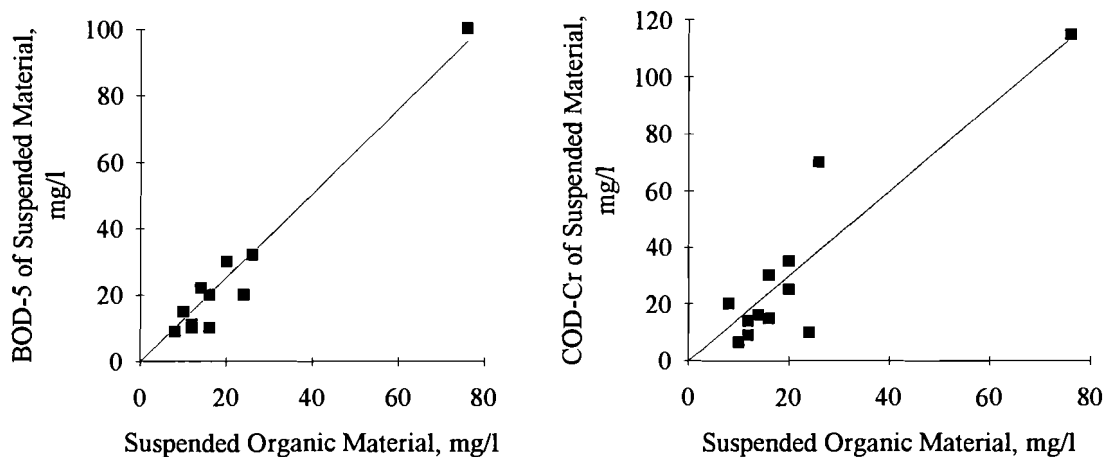 BOD-5 of Suspended Material,
mg/l
100
80
60
40
20
0
0 20 40 60 80
Suspended Organic Material, mg/l
COD-Cr of Suspended Material,
mg/l
120
100
80
60
40
20
0
0 20 40 60 80
Suspended Organic Material, mg/l